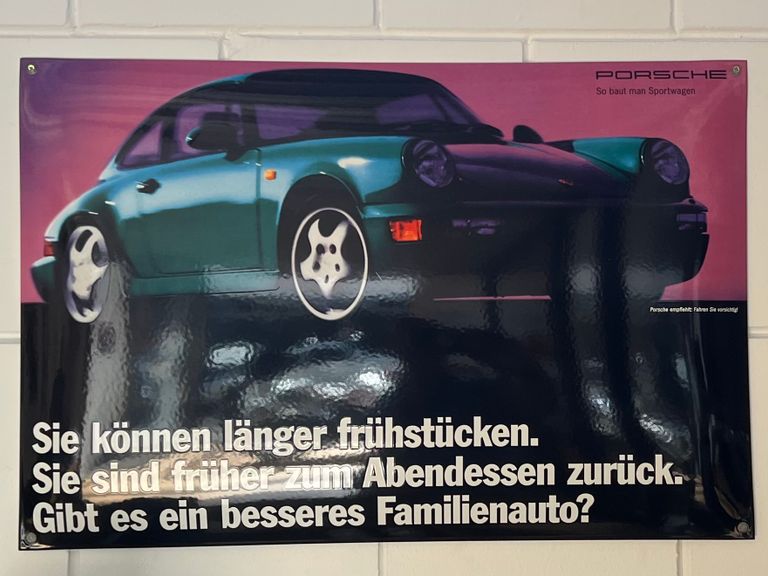 PORSCHE
So baut man Sportwagen
Porsche empfiehlt: Fahren Sie vorsichtig!
Sie können länger frühstücken.
Sie sind früher zum Abendessen zurück.
Gibt es ein besseres Familienauto?